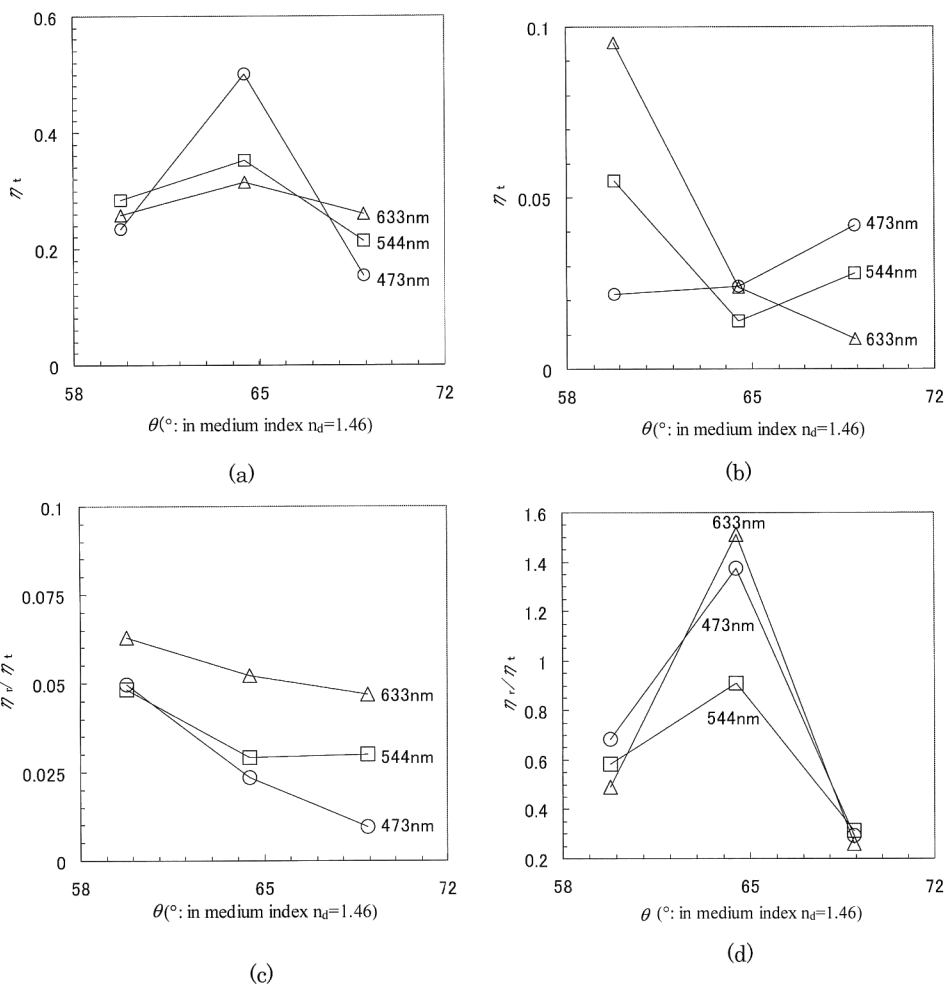 0.6
0.4
η t
0.2
0
633nm
544nm
473nm
58
65
72
θ(°: in medium index nd=1.46)
(a)
0.1
η t
0.05
0
473nm
544nm
633nm
58
65
72
θ(°: in medium index nd=1.46)
(b)
0.1
0.075
η r/ η t
0.05
0.025
0
633nm
544nm
473nm
58
65
72
θ(°: in medium index nd=1.46)
(c)
1.6
1.4
1.2
η r/ η t
1
0.8
0.6
0.4
0.2
633nm
473nm
544nm
58
65
72
θ (°: in medium index nd=1.46)
(d)